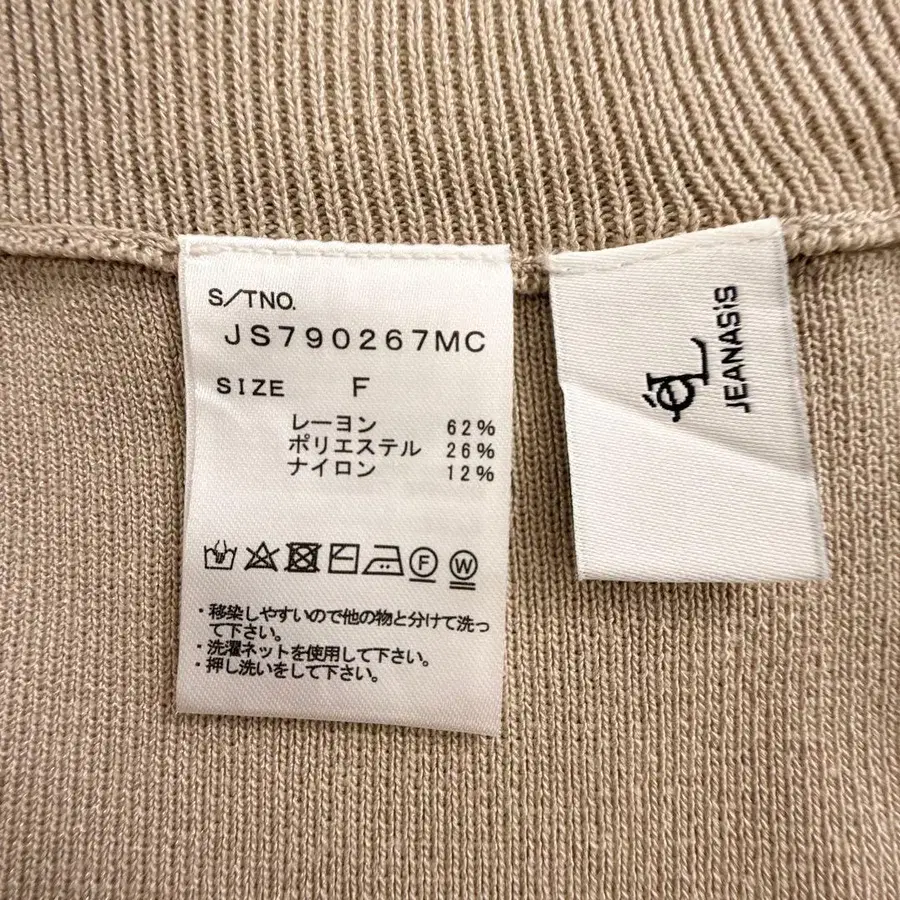 S/TNO.
JS790267MC
SIZE F
レーヨン 62%
ポリエステル 26%
ナイロン 12%
F
W
・移染しやすいので他の物と分けて洗っ
て下さい。
・洗濯ネットを使用して下さい。
・押し洗いをして下さい。
JEANASiS